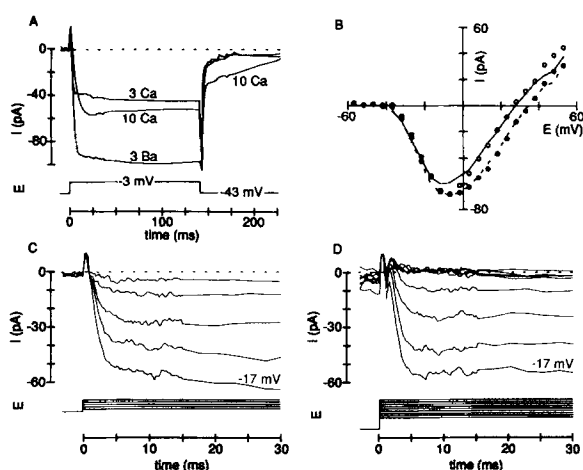 A
0
-40
-80
I (pA)
3 Ca
10 Ca
3 Ba
10 Ca
E
-3 mV
-43 mV
0
100
200
time (ms)
B
60
I (pA)
-60
60
E (mV)
-80
C
0
-30
-60
I (pA)
-17 mV
E
0
10
20
30
time (ms)
D
0
-30
-60
I (pA)
-17 mV
E
0
10
20
30
time (ms)